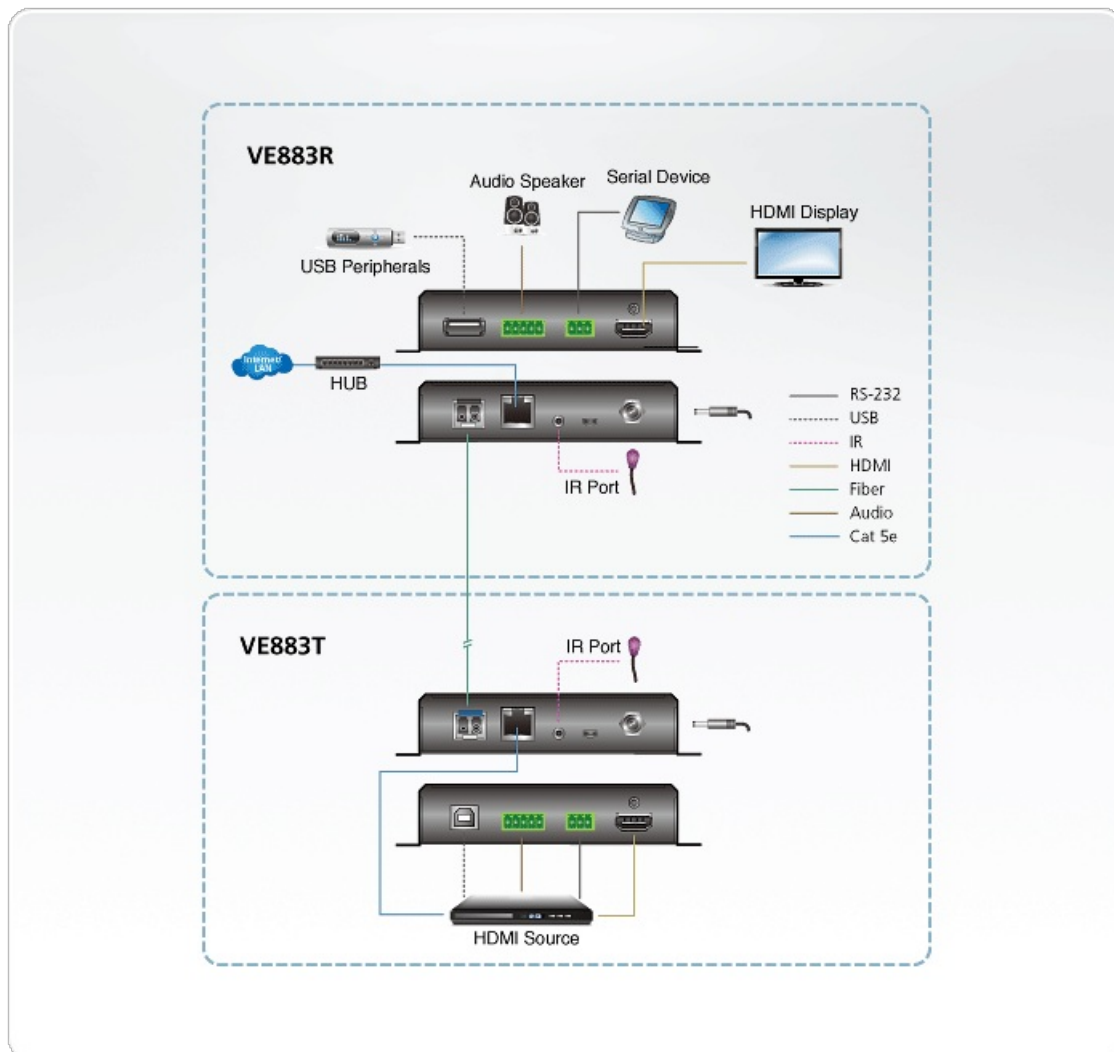 VE883R
Audio Speaker
Serial Device
HDMI Display
USB Peripherals
Internet/
LAN
HUB
IR Port
RS-232
USB
IR
HDMI
Fiber
Audio
Cat 5e
VE883T
IR Port
HDMI Source